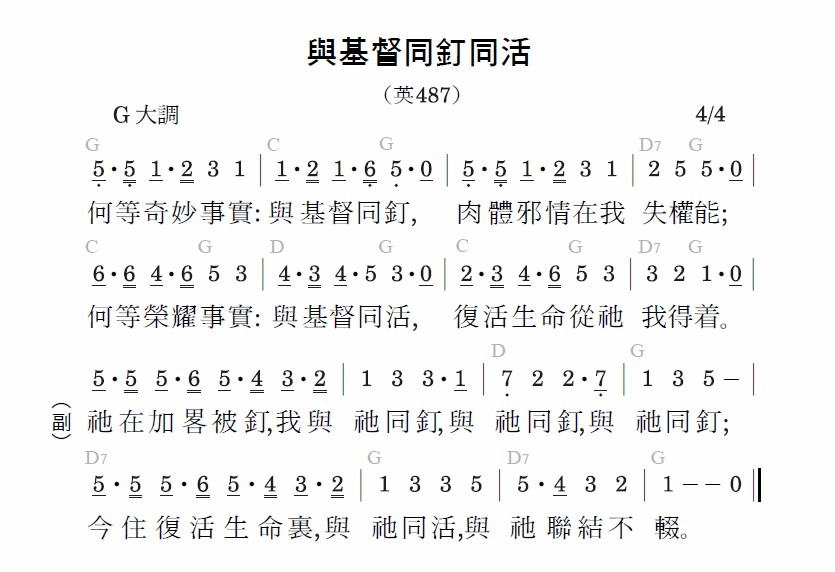 與基督同釘同活
（英487）
G 大調 4/4
G C G D7 G
5·5 1·2 3 1 | 1·2 1·6 5·0 | 5·5 1·2 3 1 | 2 5 5·0 |
何等奇妙事實: 與基督同釘, 肉體邪情在我 失權能;
C G D G C G D7 G
6·6 4·6 5 3 | 4·3 4·5 3·0 | 2·3 4·6 5 3 | 3 2 1·0 |
何等榮耀事實: 與基督同活, 復活生命從祂 我得着。
D G
5·5 5·6 5·4 3·2 | 1 3 3·1 | 7 2 2·7 | 1 3 5 – |
（副） 祂在加畧被釘,我與 祂同釘,與 祂同釘,與 祂同釘;
D7 G D7 G
5·5 5·6 5·4 3·2 | 1 3 3 5 | 5·4 3 2 | 1 – – 0 ‖
今住復活生命裏,與 祂同活,與 祂聯結不 輟。